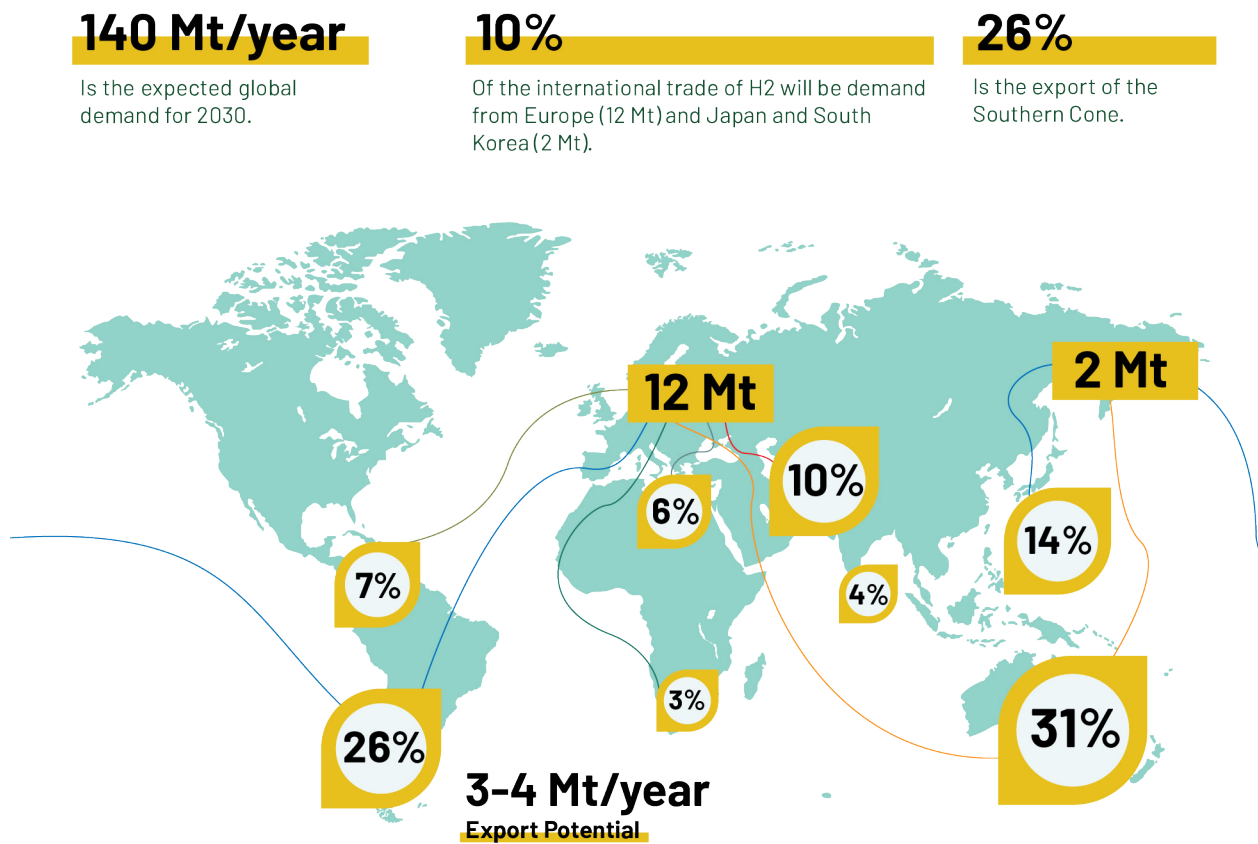 140 Mt/year
Is the expected global
demand for 2030.
10%
Of the international trade of H2 will be demand
from Europe (12 Mt) and Japan and South
Korea (2 Mt).
26%
Is the export of the
Southern Cone.
12 Mt
2 Mt
10%
6%
14%
7%
4%
3%
31%
26%
3-4 Mt/year
Export Potential